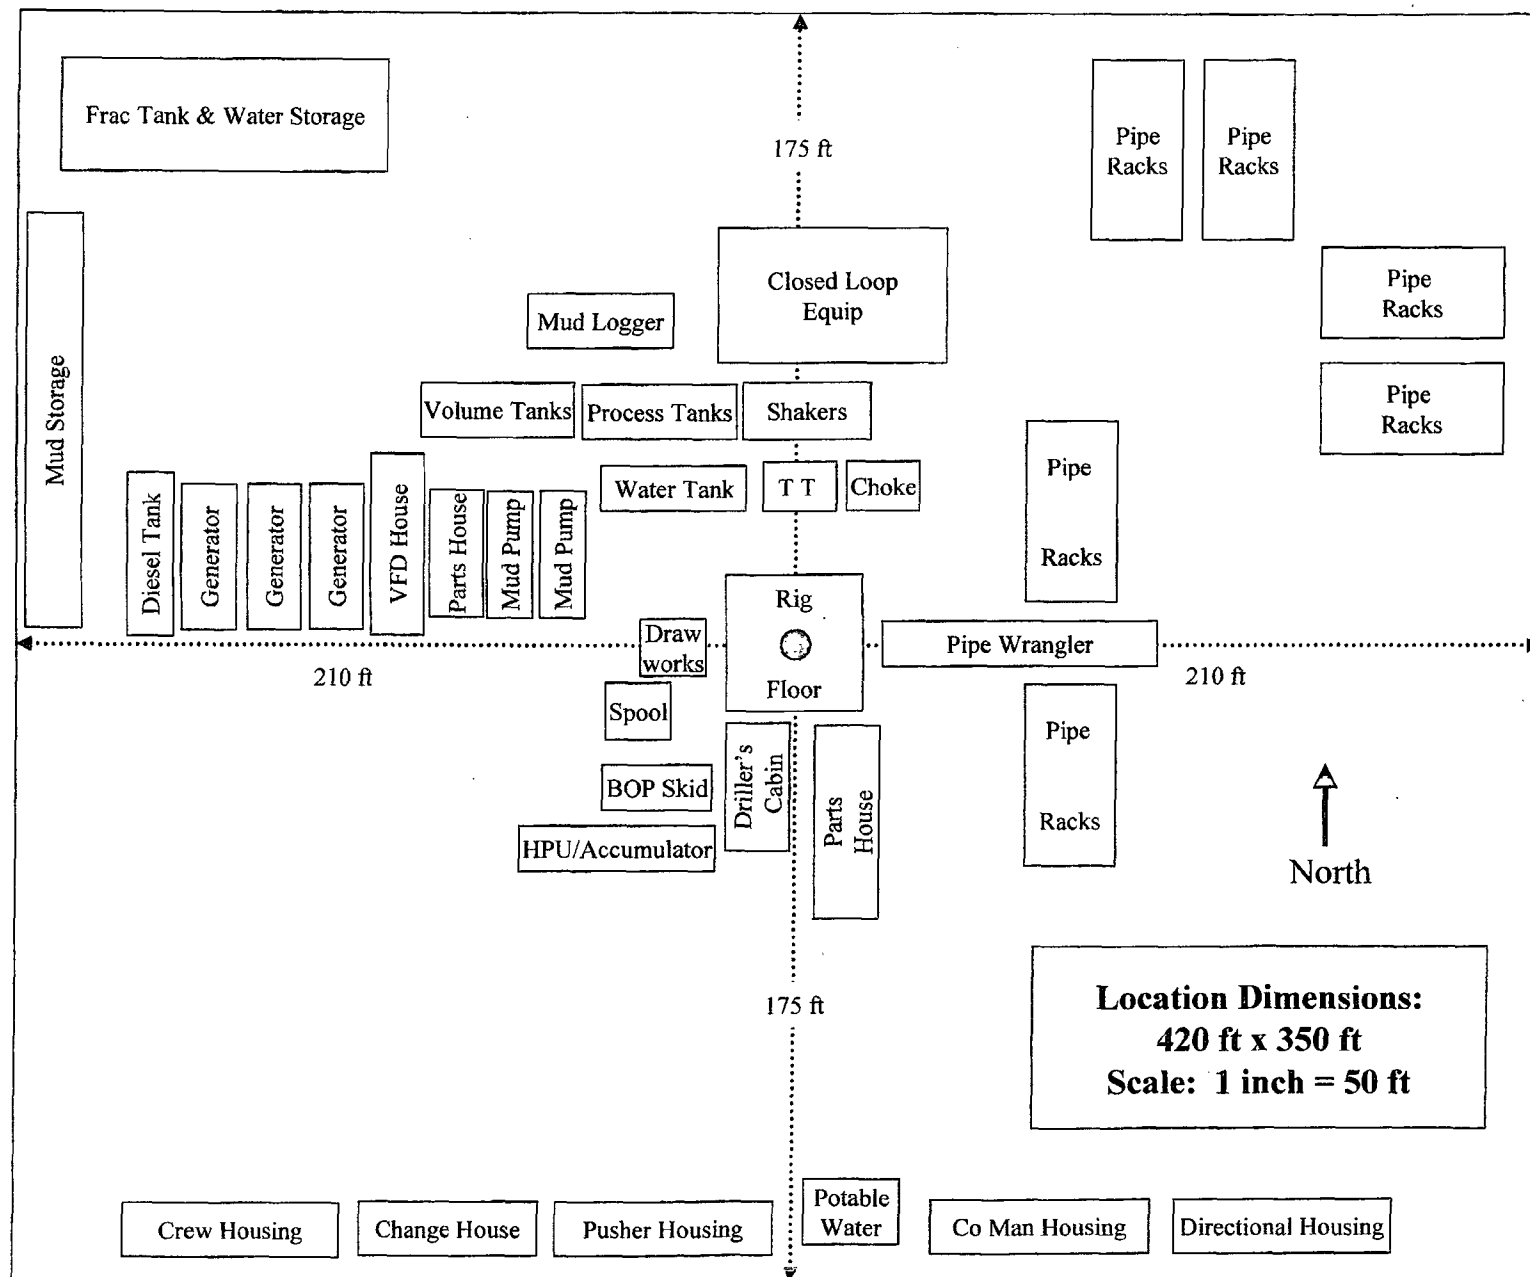 Frac Tank & Water Storage
175 ft
Pipe
Racks
Pipe
Racks
Closed Loop
Equip
Pipe
Racks
Mud Logger
Mud Storage
Volume Tanks
Process Tanks
Shakers
Pipe
Racks
Water Tank
T T
Choke
Pipe
Racks
Diesel Tank
Generator
Generator
Generator
VFD House
Parts House
Mud Pump
Mud Pump
Rig
Floor
Draw
works
Pipe Wrangler
210 ft
210 ft
Spool
Pipe
Racks
BOP Skid
Driller's
Cabin
Parts
House
HPU/Accumulator
North
175 ft
Location Dimensions:
420 ft x 350 ft
Scale: 1 inch = 50 ft
Crew Housing
Change House
Pusher Housing
Potable
Water
Co Man Housing
Directional Housing